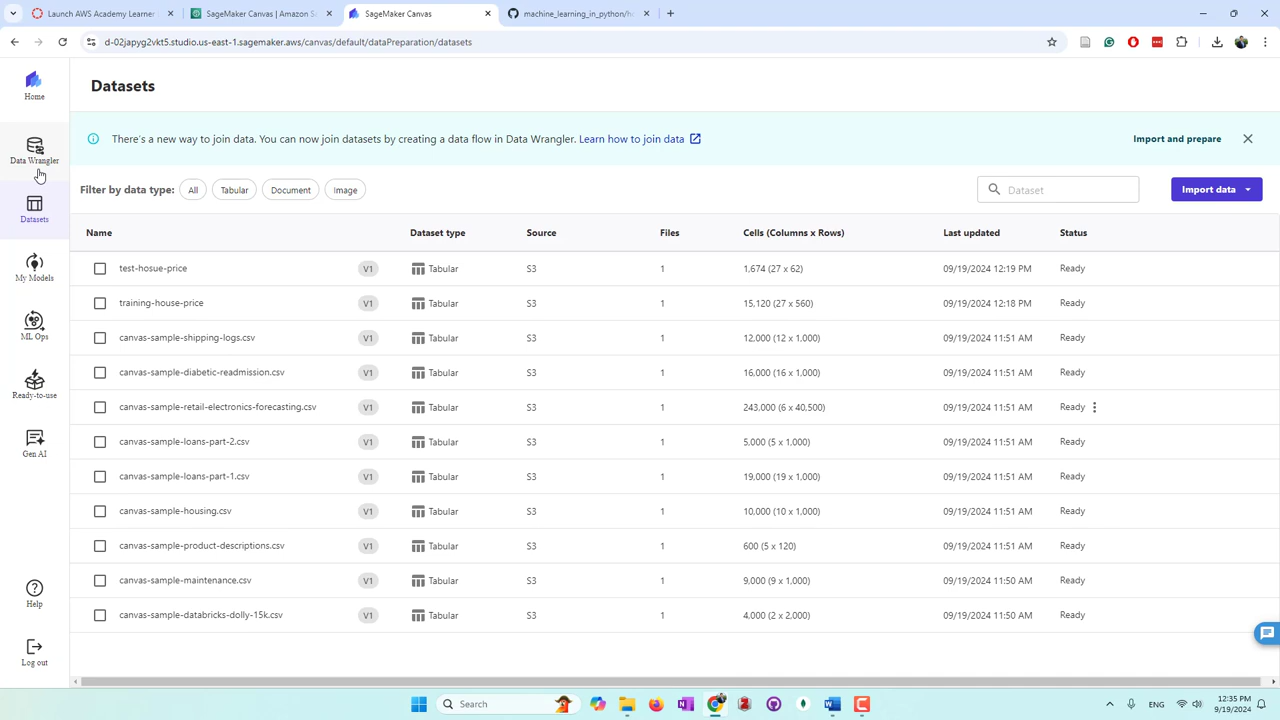 Launch AWS Academy Learner
SageMaker Canvas | Amazon S
SageMaker Canvas
machine_learning_in_python/ho
d-02japyg2vkt5.studio.us-east-1.sagemaker.aws/canvas/default/dataPreparation/datasets
Home
Data Wrangler
Datasets
My Models
ML Ops
Ready-to-use
Gen AI
Help
Log out
Datasets
There's a new way to join data. You can now join datasets by creating a data flow in Data Wrangler. Learn how to join data
Import and prepare
Filter by data type: All Tabular Document Image
Dataset
Import data
Name Dataset type Source Files Cells (Columns x Rows) Last updated Status
test-hosue-price V1 Tabular S3 1 1,674 (27 x 62) 09/19/2024 12:19 PM Ready
training-house-price V1 Tabular S3 1 15,120 (27 x 560) 09/19/2024 12:18 PM Ready
canvas-sample-shipping-logs.csv V1 Tabular S3 1 12,000 (12 x 1,000) 09/19/2024 11:51 AM Ready
canvas-sample-diabetic-readmission.csv V1 Tabular S3 1 16,000 (16 x 1,000) 09/19/2024 11:51 AM Ready
canvas-sample-retail-electronics-forecasting.csv V1 Tabular S3 1 243,000 (6 x 40,500) 09/19/2024 11:51 AM Ready
canvas-sample-loans-part-2.csv V1 Tabular S3 1 5,000 (5 x 1,000) 09/19/2024 11:51 AM Ready
canvas-sample-loans-part-1.csv V1 Tabular S3 1 19,000 (19 x 1,000) 09/19/2024 11:51 AM Ready
canvas-sample-housing.csv V1 Tabular S3 1 10,000 (10 x 1,000) 09/19/2024 11:51 AM Ready
canvas-sample-product-descriptions.csv V1 Tabular S3 1 600 (5 x 120) 09/19/2024 11:51 AM Ready
canvas-sample-maintenance.csv V1 Tabular S3 1 9,000 (9 x 1,000) 09/19/2024 11:50 AM Ready
canvas-sample-databricks-dolly-15k.csv V1 Tabular S3 1 4,000 (2 x 2,000) 09/19/2024 11:50 AM Ready
Search
ENG
12:35 PM
9/19/2024